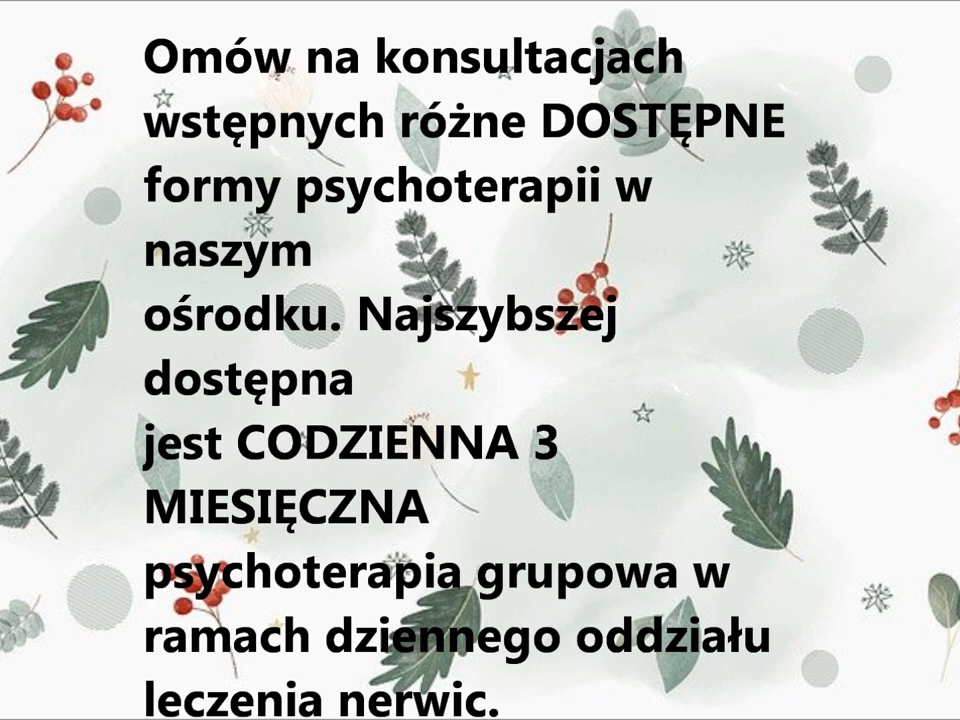 Omów na konsultacjach
wstępnych różne DOSTĘPNE
formy psychoterapii w
naszym
ośrodku. Najszybszej
dostępna
jest CODZIENNA 3
MIESIĘCZNA
psychoterapia grupowa w
ramach dziennego oddziału
leczenia nerwic.